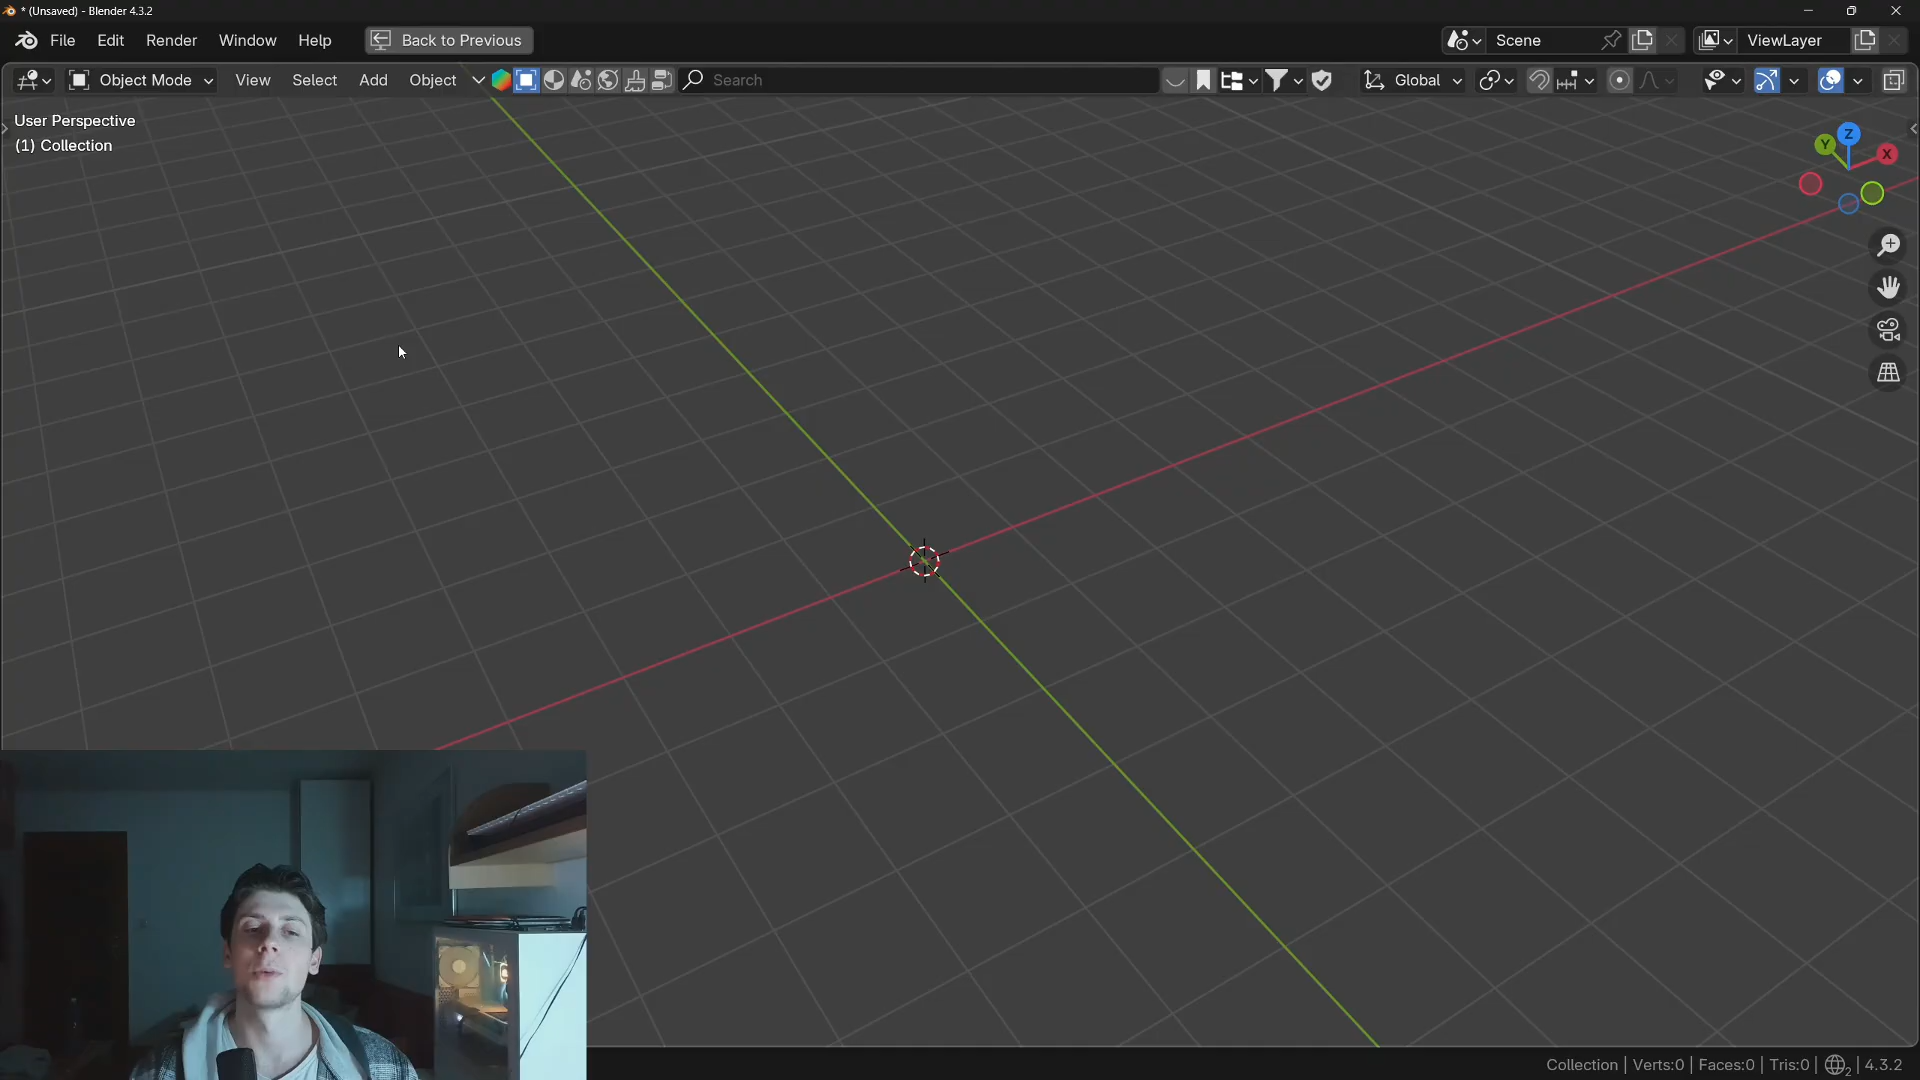 * (Unsaved) - Blender 4.3.2
File Edit Render Window Help Back to Previous Scene ViewLayer
Object Mode View Select Add Object Search Global
User Perspective
(1) Collection
Z
Y
X
Collection | Verts:0 | Faces:0 | Tris:0 | 2 | 4.3.2